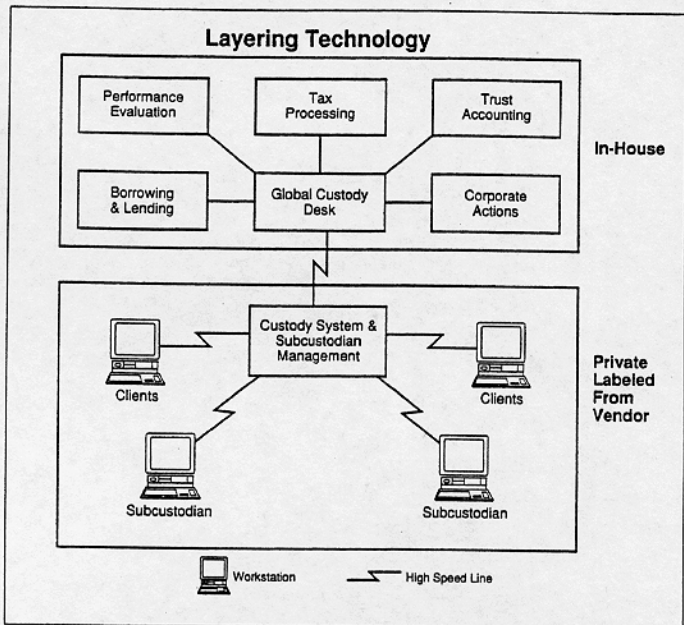 Layering Technology
Performance
Evaluation
Tax
Processing
Trust
Accounting
In-House
Borrowing
& Lending
Global Custody
Desk
Corporate
Actions
Custody System &
Subcustodian
Management
Clients
Clients
Private
Labeled
From
Vendor
Subcustodian
Subcustodian
Workstation
High Speed Line